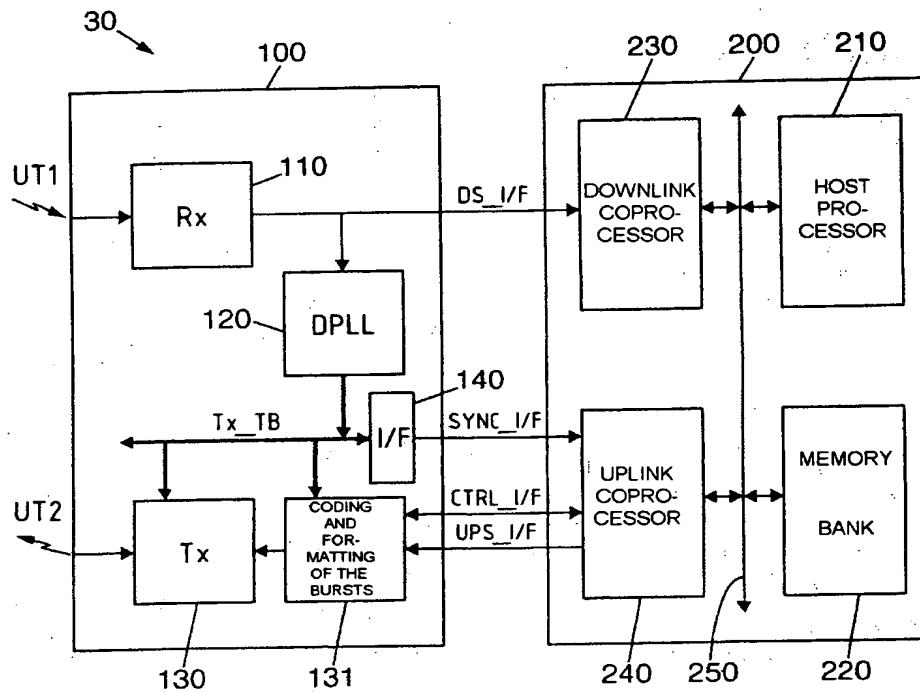 30
100
230
200
210
UT1
110
Rx
DS_I/F
DOWNLINK
COPRO-
CESSOR
HOST
PRO-
CESSOR
120
DPLL
140
Tx_TB
I/F
SYNC_I/F
UT2
Tx
CODING
AND
FOR-
MATTING
OF THE
BURSTS
CTRL_I/F
UPS_I/F
UPLINK
COPRO-
CESSOR
MEMORY
BANK
130
131
240
250
220